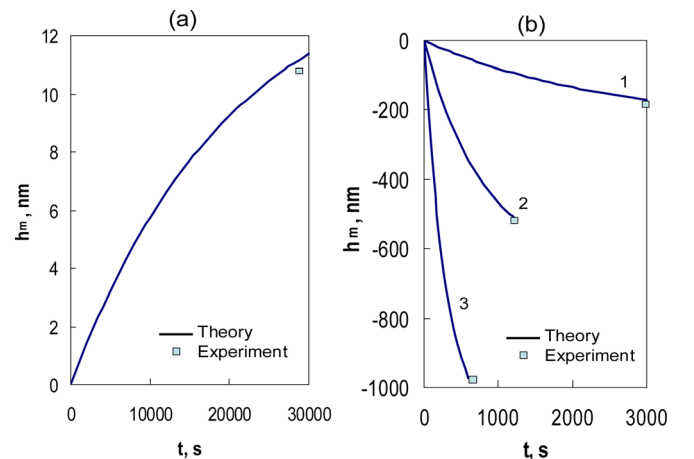 (a)
12
10
8
6
4
2
0
hm, nm
Theory
Experiment
0 10000 20000 30000
t, s
(b)
0
-200
-400
-600
-800
-1000
hm, nm
1
2
3
Theory
Experiment
0 1000 2000 3000
t, s